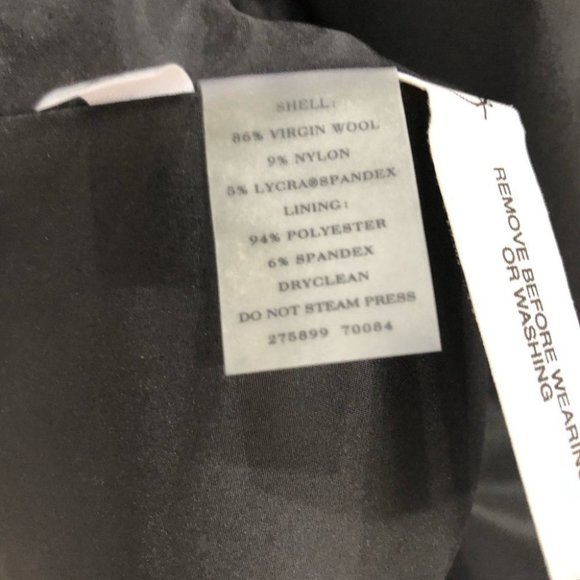 SHELL:
86% VIRGIN WOOL
9% NYLON
5% LYCRA®SPANDEX
LINING:
94% POLYESTER
6% SPANDEX
DRYCLEAN
DO NOT STEAM PRESS
275899 70084
REMOVE BEFORE WEARING
OR WASHING